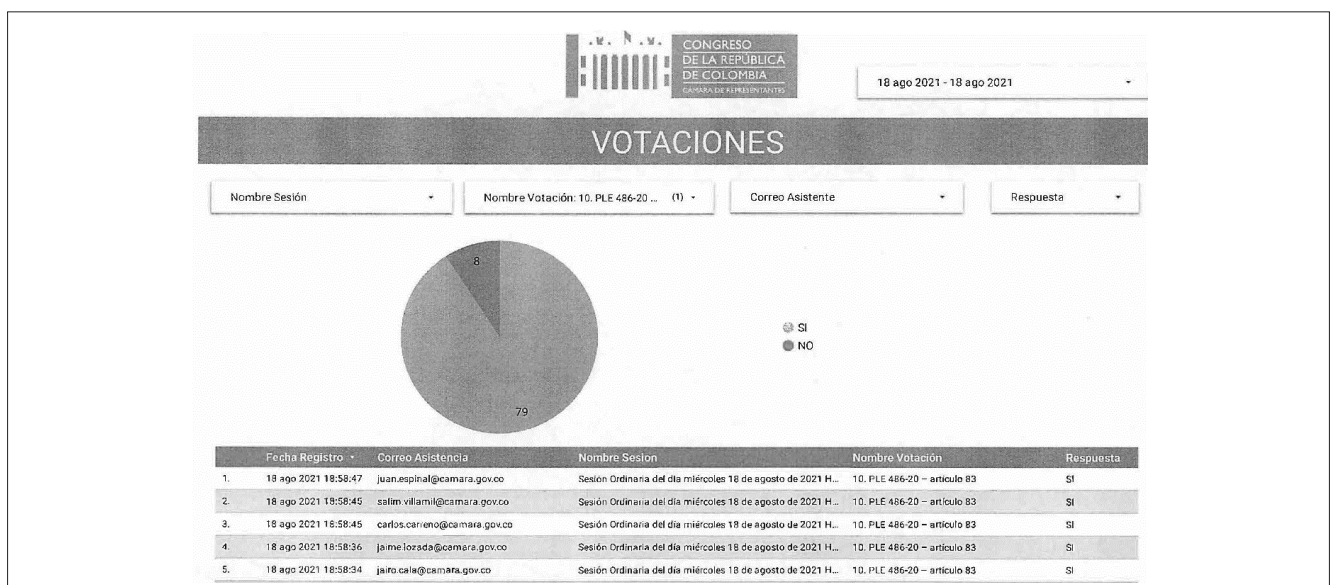 CONGRESO
DE LA REPÚBLICA
DE COLOMBIA
CAMARA DE REPRESENTANTES
18 ago 2021 - 18 ago 2021
VOTACIONES
Nombre Sesión
Nombre Votación: 10. PLE 486-20 ... (1)
Correo Asistente
Respuesta
8
79
SI
NO
Fecha Registro Correo Asistencia Nombre Sesion Nombre Votación Respuesta
1. 18 ago 2021 18:58:47 juan.espinal@camara.gov.co Sesión Ordinaria del día miércoles 18 de agosto de 2021 H... 10. PLE 486-20 – artículo 83 SI
2. 18 ago 2021 18:58:45 salim.villamil@camara.gov.co Sesión Ordinaria del día miércoles 18 de agosto de 2021 H... 10. PLE 486-20 – artículo 83 SI
3. 18 ago 2021 18:58:45 carlos.carreno@camara.gov.co Sesión Ordinaria del día miércoles 18 de agosto de 2021 H... 10. PLE 486-20 – artículo 83 SI
4. 18 ago 2021 18:58:36 jaime.lozada@camara.gov.co Sesión Ordinaria del día miércoles 18 de agosto de 2021 H... 10. PLE 486-20 – artículo 83 SI
5. 18 ago 2021 18:58:34 jairo.cala@camara.gov.co Sesión Ordinaria del día miércoles 18 de agosto de 2021 H... 10. PLE 486-20 – artículo 83 SI